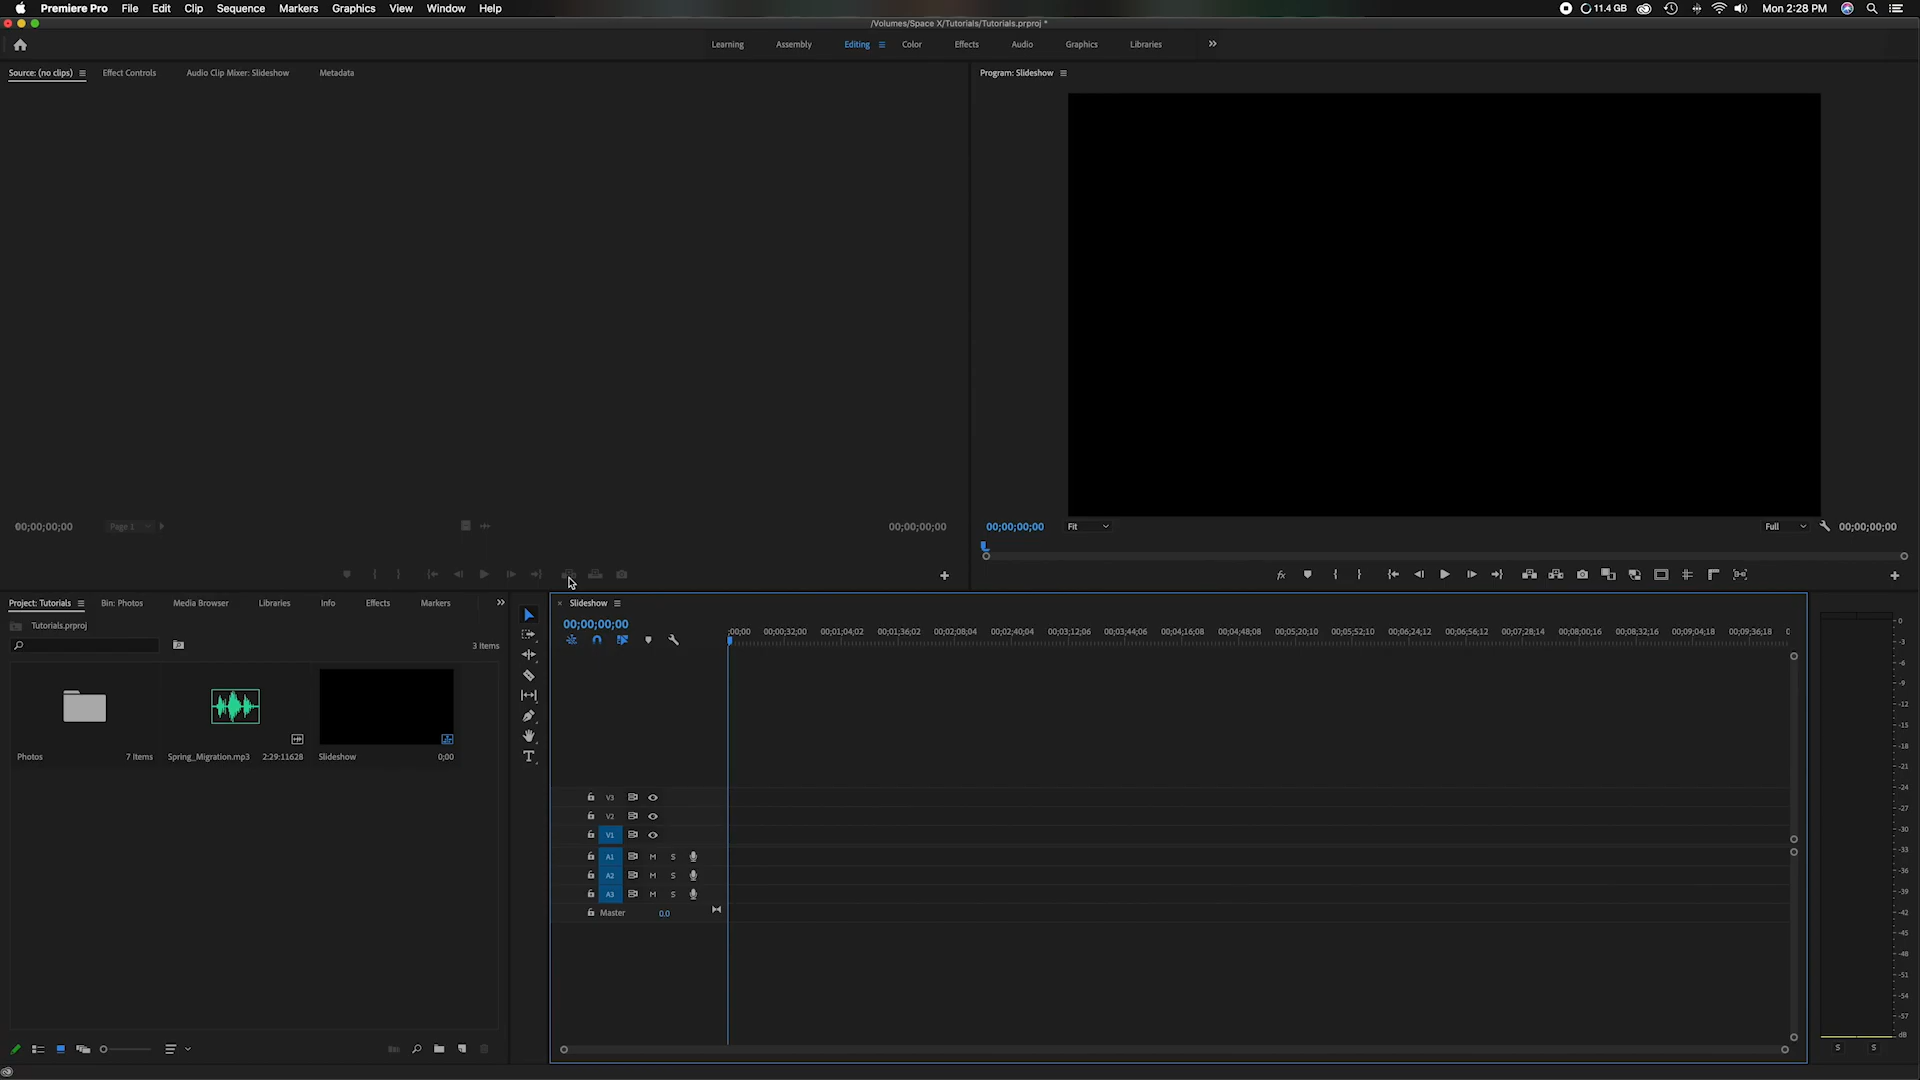 Premiere Pro File Edit Clip Sequence Markers Graphics View Window Help
11.4 GB Mon 2:28 PM
/Volumes/Space X/Tutorials/Tutorials.prproj *
Learning Assembly Editing Color Effects Audio Graphics Libraries
Source: (no clips) Effect Controls Audio Clip Mixer: Slideshow Metadata
Program: Slideshow
00;00;00;00 Page 1 00;00;00;00
00;00;00;00 Fit Full 00;00;00;00
Project: Tutorials Bin: Photos Media Browser Libraries Info Effects Markers
Tutorials.prproj
3 Items
Photos 7 Items
Spring_Migration.mp3 2:29:11628
Slideshow 0;00
Slideshow
00;00;00;00
;00;00 00;00;32;00 00;01;04;02 00;01;36;02 00;02;08;04 00;02;40;04 00;03;12;06 00;03;44;06 00;04;16;08 00;04;48;08 00;05;20;10 00;05;52;10 00;06;24;12 00;06;56;12 00;07;28;14 00;08;00;16 00;08;32;16 00;09;04;18 00;09;36;18
V3
V2
V1
A1 M S
A2 M S
A3 M S
Master 0.0
0
-3
-6
-9
-12
-15
-18
-21
-24
-27
-30
-33
-36
-39
-42
-45
-48
-51
-54
-57
dB
S S